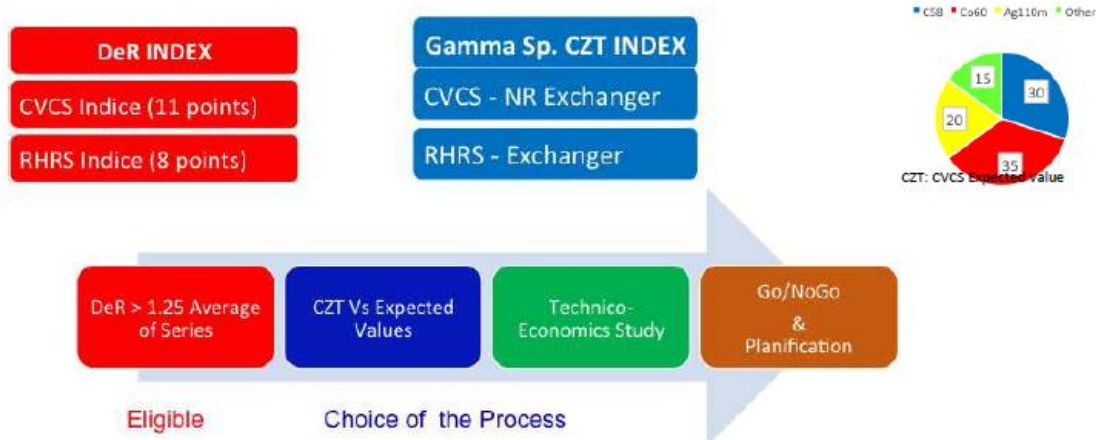 DeR INDEX
CVCS Indice (11 points)
RHRS Indice (8 points)
Gamma Sp. CZT INDEX
CVCS - NR Exchanger
RHRS - Exchanger
C58 Co60 Ag110m Other
15
30
20
35
CZT: CVCS Expected value
DeR > 1.25 Average
of Series
CZT Vs Expected
Values
Technico-
Economics Study
Go/NoGo
&
Planification
Eligible
Choice of the Process